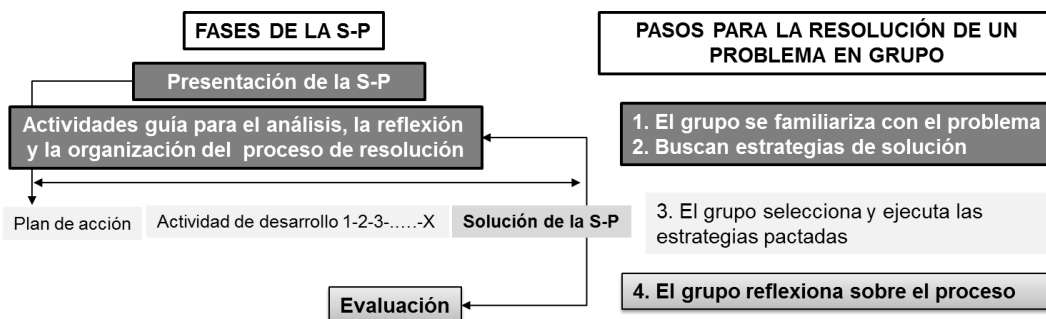 FASES DE LA S-P
Presentación de la S-P
Actividades guía para el análisis, la reflexión
y la organización del proceso de resolución
Plan de acción
Actividad de desarrollo 1-2-3-.....-X
Solución de la S-P
Evaluación
PASOS PARA LA RESOLUCIÓN DE UN
PROBLEMA EN GRUPO
1. El grupo se familiariza con el problema
2. Buscan estrategias de solución
3. El grupo selecciona y ejecuta las
estrategias pactadas
4. El grupo reflexiona sobre el proceso